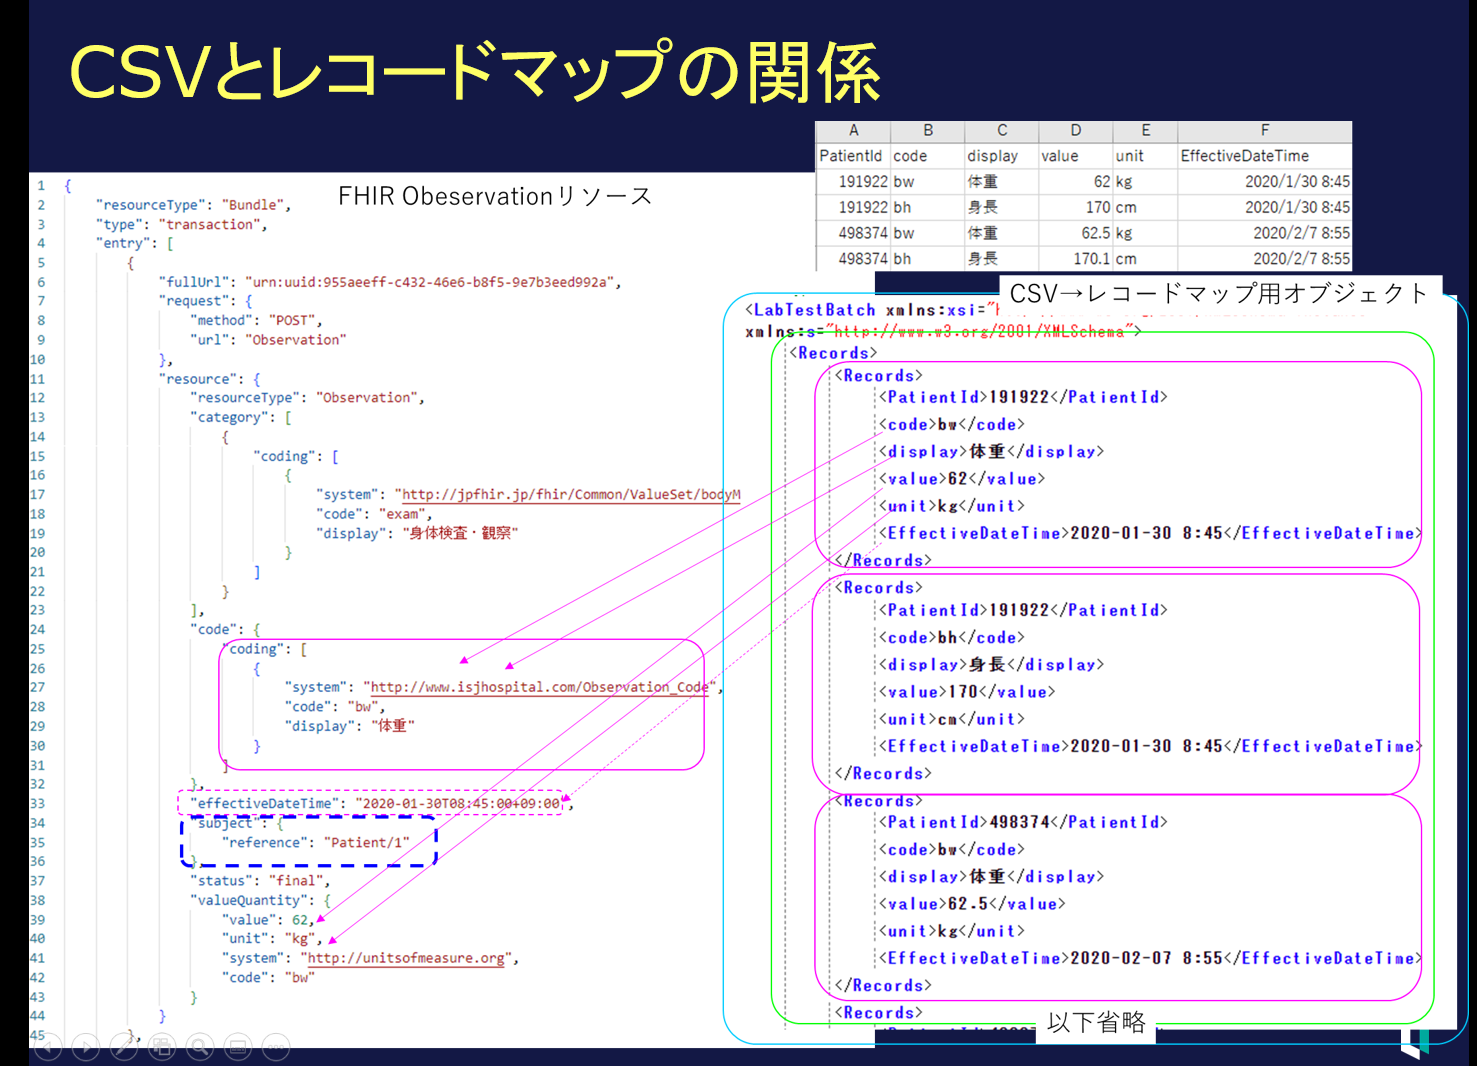 CSVとレコードマップの関係
A B C D E F
PatientId code display value unit EffectiveDateTime
191922 bw 体重 62 kg 2020/1/30 8:45
191922 bh 身長 170 cm 2020/1/30 8:45
498374 bw 体重 62.5 kg 2020/2/7 8:55
498374 bh 身長 170.1 cm 2020/2/7 8:55
FHIR Obeservationリソース
1 {
2 "resourceType": "Bundle",
3 "type": "transaction",
4 "entry": [
5 {
6 "fullUrl": "urn:uuid:955aeeff-c432-46e6-b8f5-9e7b3eed992a",
7 "request": {
8 "method": "POST",
9 "url": "Observation"
10 },
11 "resource": {
12 "resourceType": "Observation",
13 "category": [
14 {
15 "coding": [
16 {
17 "system": "http://jpfhir.jp/fhir/Common/ValueSet/bodyM
18 "code": "exam",
19 "display": "身体検査・観察"
20 }
21 ]
22 }
23 ],
24 "code": {
25 "coding": [
26 {
27 "system": "http://www.isjhospital.com/Observation_Code",
28 "code": "bw",
29 "display": "体重"
30 }
31 ]
32 },
33 "effectiveDateTime": "2020-01-30T08:45:00+09:00",
34 "subject": {
35 "reference": "Patient/1"
36 },
37 "status": "final",
38 "valueQuantity": {
39 "value": 62,
40 "unit": "kg",
41 "system": "http://unitsofmeasure.org",
42 "code": "bw"
43 }
44 }
45 },
CSV→レコードマップ用オブジェクト
<LabTestBatch xmlns:xsi="
xmlns:s="http://www.w3.org/2001/XMLSchema">
<Records>
<Records>
<PatientId>191922</PatientId>
<code>bw</code>
<display>体重</display>
<value>62</value>
<unit>kg</unit>
<EffectiveDateTime>2020-01-30 8:45</EffectiveDateTime>
</Records>
<Records>
<PatientId>191922</PatientId>
<code>bh</code>
<display>身長</display>
<value>170</value>
<unit>cm</unit>
<EffectiveDateTime>2020-01-30 8:45</EffectiveDateTime>
</Records>
<Records>
<PatientId>498374</PatientId>
<code>bw</code>
<display>体重</display>
<value>62.5</value>
<unit>kg</unit>
<EffectiveDateTime>2020-02-07 8:55</EffectiveDateTime>
</Records>
<Records>
以下省略